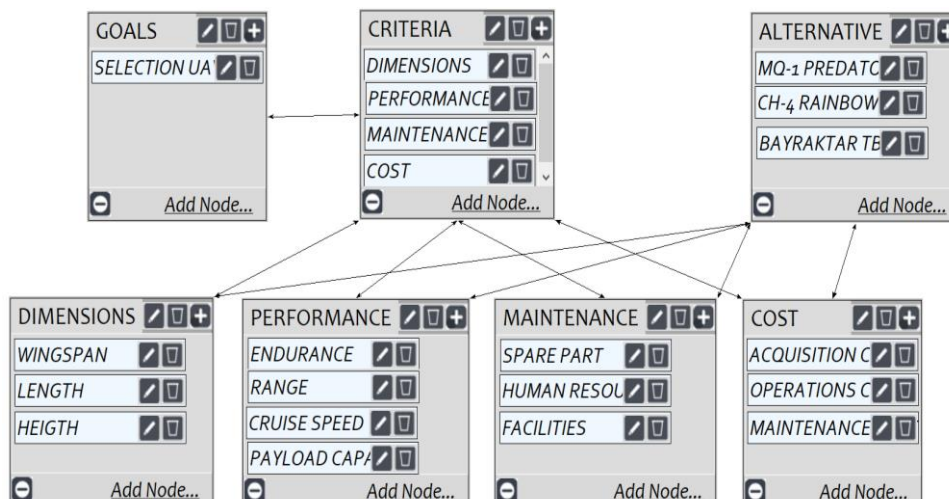 GOALS
SELECTION UA
Add Node...
CRITERIA
DIMENSIONS
PERFORMANCE
MAINTENANCE
COST
Add Node...
ALTERNATIVE
MQ-1 PREDATO
CH-4 RAINBOW
BAYRAKTAR TB
Add Node...
DIMENSIONS
WINGSPAN
LENGTH
HEIGTH
Add Node...
PERFORMANCE
ENDURANCE
RANGE
CRUISE SPEED
PAYLOAD CAPA
Add Node...
MAINTENANCE
SPARE PART
HUMAN RESOU
FACILITIES
Add Node...
COST
ACQUISITION C
OPERATIONS C
MAINTENANCE
Add Node...